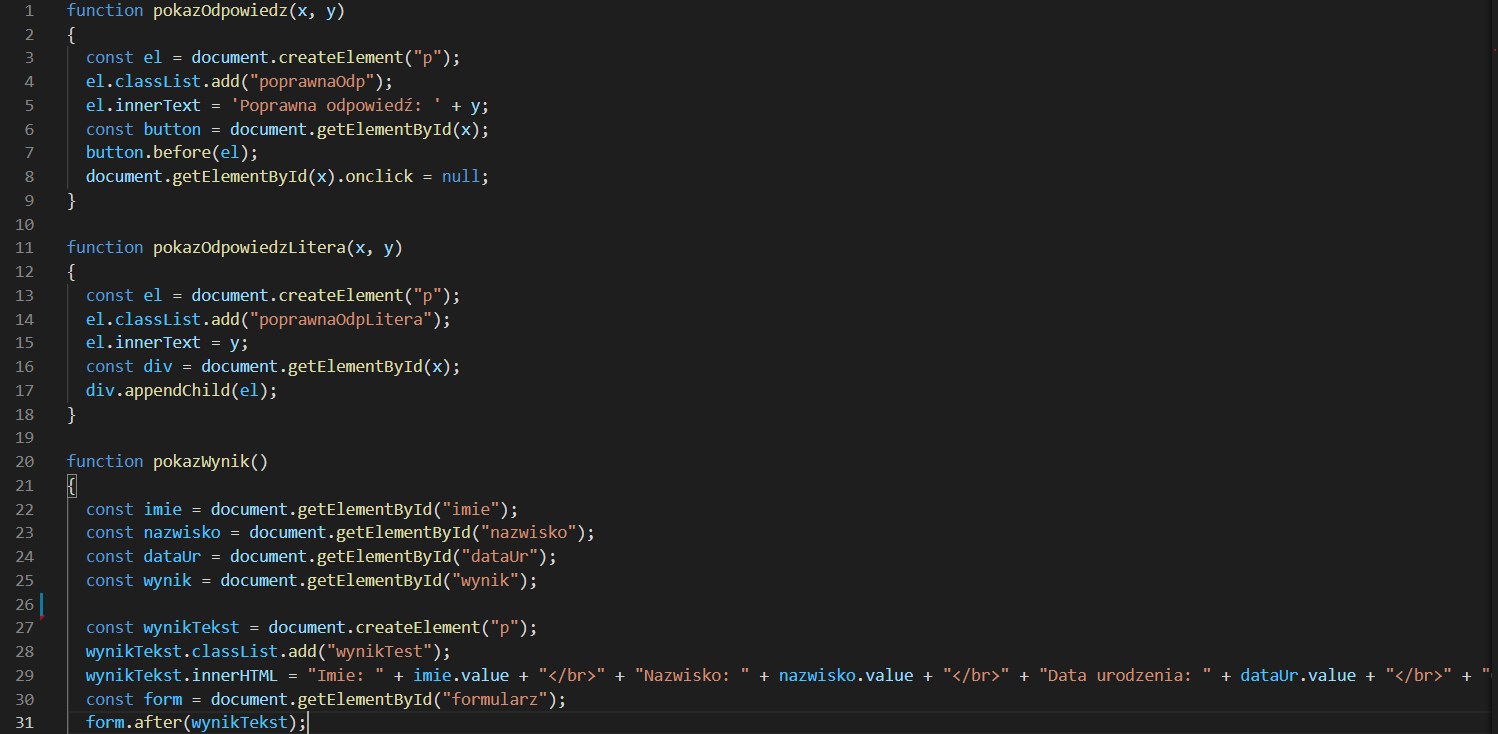 1 function pokazOdpowiedz(x, y)
2 {
3 const el = document.createElement("p");
4 el.classList.add("poprawnaOdp");
5 el.innerText = 'Poprawna odpowiedź: ' + y;
6 const button = document.getElementById(x);
7 button.before(el);
8 document.getElementById(x).onclick = null;
9 }
10
11 function pokazOdpowiedzLitera(x, y)
12 {
13 const el = document.createElement("p");
14 el.classList.add("poprawnaOdpLitera");
15 el.innerText = y;
16 const div = document.getElementById(x);
17 div.appendChild(el);
18 }
19
20 function pokazWynik()
21 {
22 const imie = document.getElementById("imie");
23 const nazwisko = document.getElementById("nazwisko");
24 const dataUr = document.getElementById("dataUr");
25 const wynik = document.getElementById("wynik");
26
27 const wynikTekst = document.createElement("p");
28 wynikTekst.classList.add("wynikTest");
29 wynikTekst.innerHTML = "Imie: " + imie.value + "</br>" + "Nazwisko: " + nazwisko.value + "</br>" + "Data urodzenia: " + dataUr.value + "</br>" + "
30 const form = document.getElementById("formularz");
31 form.after(wynikTekst);